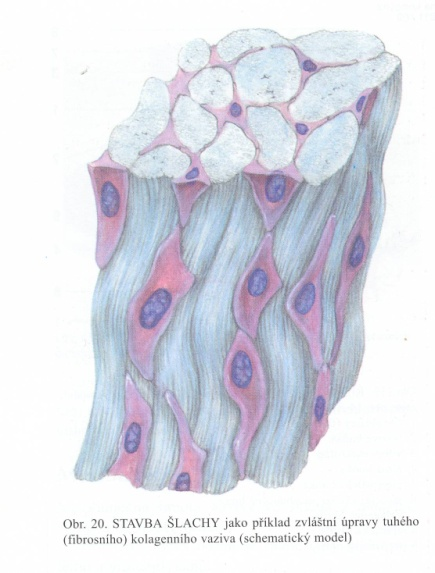 Obr. 20. STAVBA ŠLACHY jako příklad zvláštní úpravy tuhého
(fibrosního) kolagenního vaziva (schematický model)